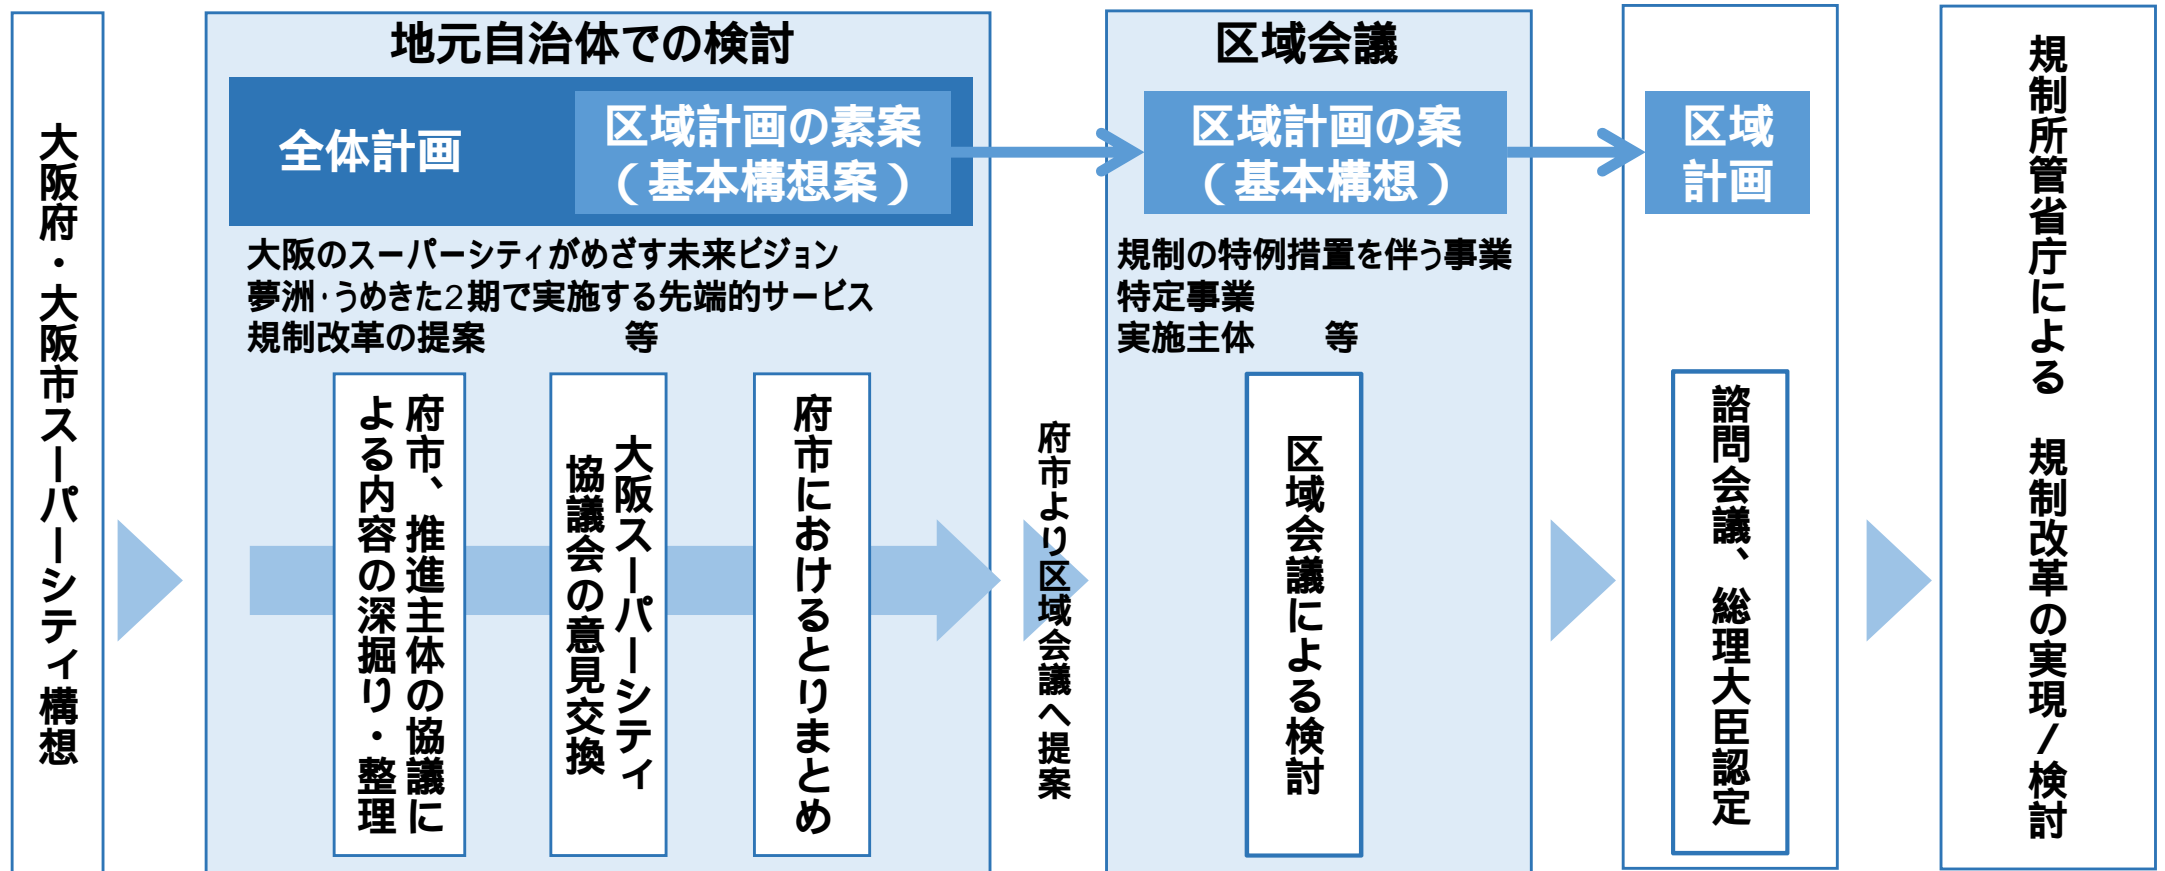 大阪府・大阪市スーパーシティ構想
地元自治体での検討
全体計画
区域計画の素案
(基本構想案)
大阪のスーパーシティがめざす未来ビジョン
夢洲・うめきた2期で実施する先端的サービス
規制改革の提案　　　　等
府市、推進主体の協議に
よる内容の深掘り・整理
大阪スーパーシティ
協議会の意見交換
府市におけるとりまとめ
府市より区域会議へ提案
区域会議
区域計画の案
(基本構想)
規制の特例措置を伴う事業
特定事業
実施主体　　等
区域会議による検討
区域
計画
諮問会議、総理大臣認定
規制所管省庁による　規制改革の実現/検討